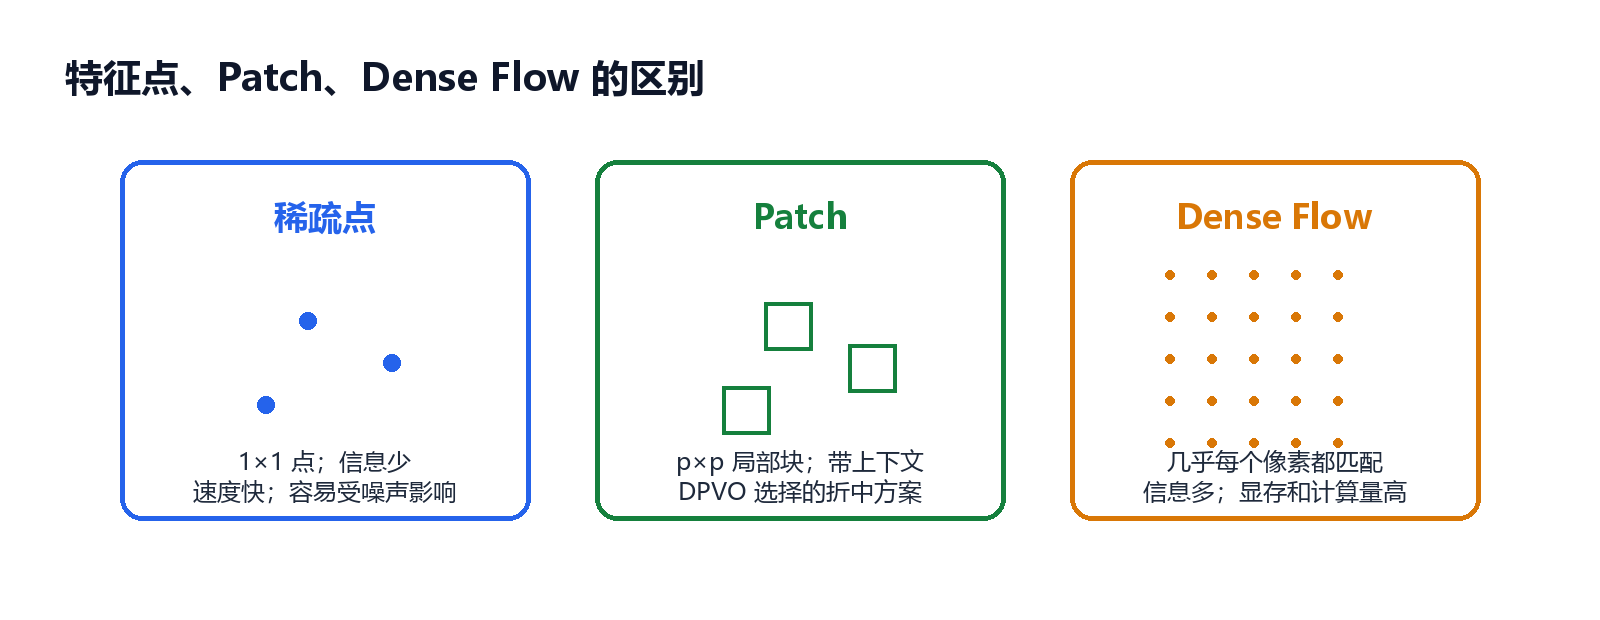 特征点、Patch、Dense Flow 的区别
稀疏点
1×1 点；信息少
速度快；容易受噪声影响
Patch
p×p 局部块；带上下文
DPVO 选择的折中方案
Dense Flow
几乎每个像素都匹配
信息多；显存和计算量高